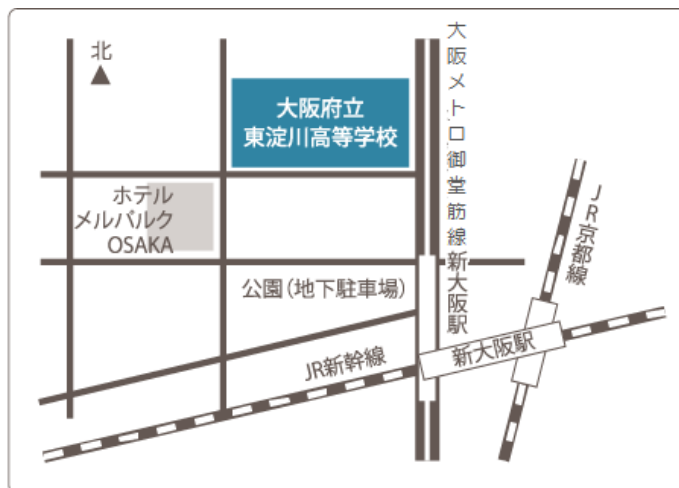 北
大阪府立
東淀川高等学校
大阪メトロ御堂筋線
ホテル
メルパルク
OSAKA
公園(地下駐車場)
新大阪駅
JR京都線
JR新幹線
新大阪駅